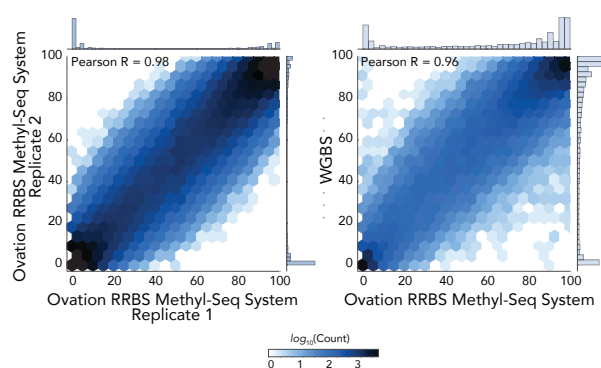 Pearson R = 0.98
Ovation RRBS Methyl-Seq System
Replicate 2
100
80
60
40
20
0
0 20 40 60 80 100
Ovation RRBS Methyl-Seq System
Replicate 1
Pearson R = 0.96
WGBS
100
80
60
40
20
0
0 20 40 60 80 100
Ovation RRBS Methyl-Seq System
log10(Count)
0 1 2 3